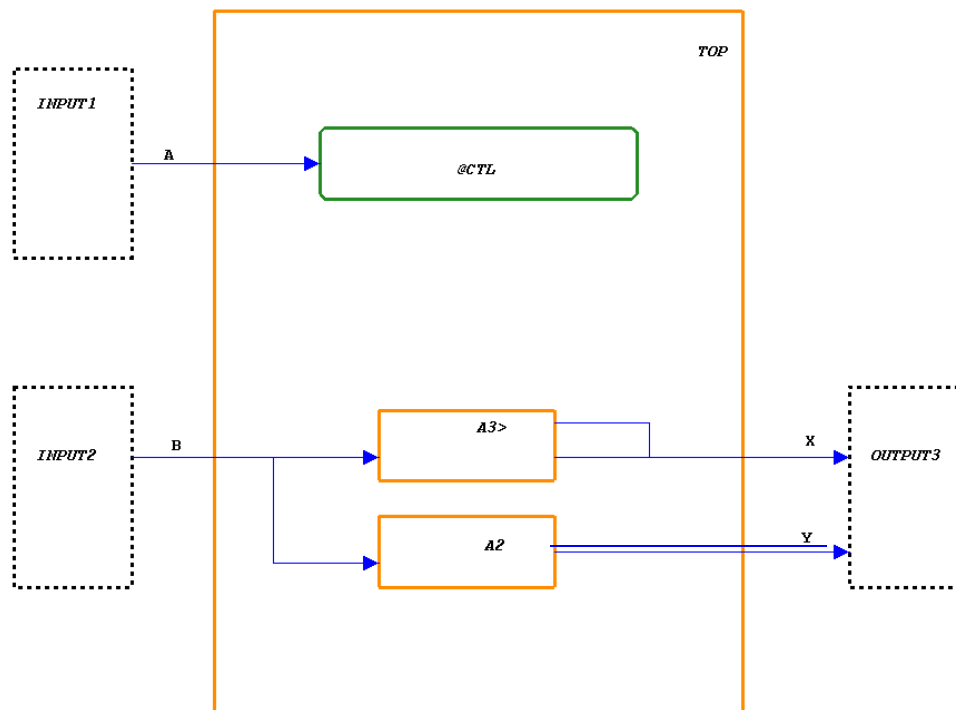 TOP
INPUT1
A
@CTL
A3>
INPUT2
B
X
OUTPUT3
A2
Y